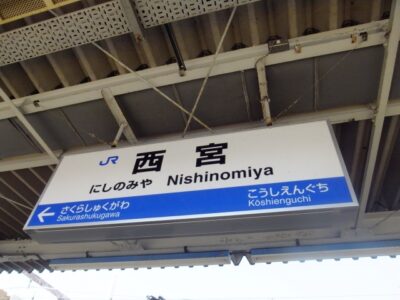 JR 西宮
にしのみや Nishinomiya
さくらしゅくがわ こうしえんぐち
Sakurashukugawa Kōshienguchi